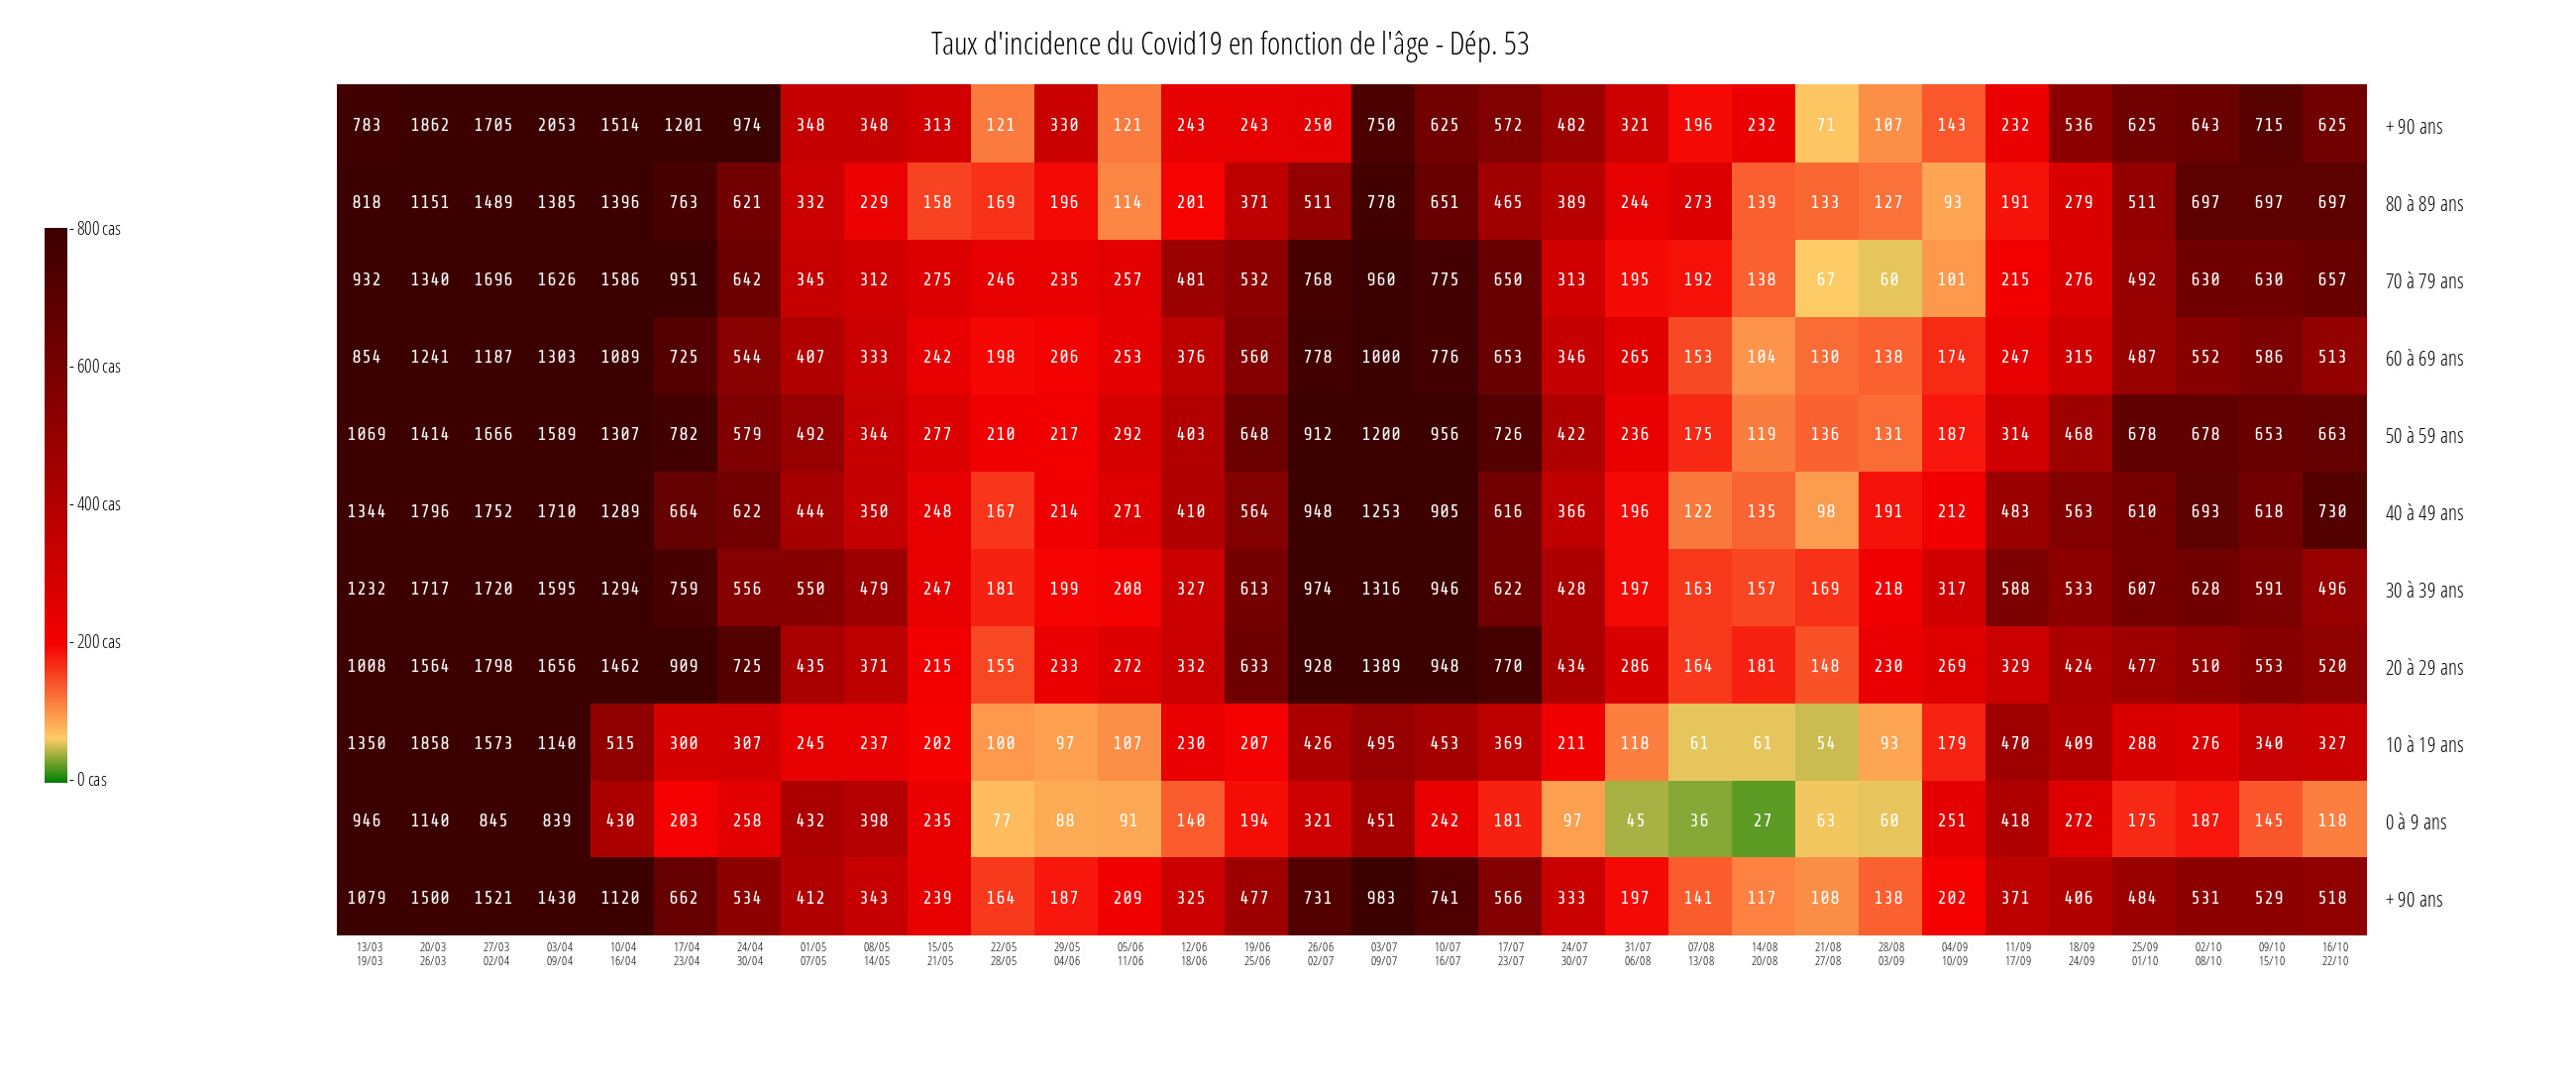 Taux d'incidence du Covid19 en fonction de l'âge - Dép. 53
783 1862 1705 2053 1514 1201 974 348 348 313 121 330 121 243 243 250 750 625 572 482 321 196 232 71 107 143 232 536 625 643 715 625 + 90 ans
818 1151 1489 1385 1396 763 621 332 229 158 169 196 114 201 371 511 778 651 465 389 244 273 139 133 127 93 191 279 511 697 697 697 80 à 89 ans
- 800 cas
932 1340 1696 1626 1586 951 642 345 312 275 246 235 257 481 532 768 960 775 650 313 195 192 138 67 60 101 215 276 492 630 630 657 70 à 79 ans
854 1241 1187 1303 1089 725 544 407 333 242 198 206 253 376 560 778 1000 776 653 346 265 153 104 130 138 174 247 315 487 552 586 513 60 à 69 ans
- 600 cas
1069 1414 1666 1589 1307 782 579 492 344 277 210 217 292 403 648 912 1200 956 726 422 236 175 119 136 131 187 314 468 678 678 653 663 50 à 59 ans
- 400 cas
1344 1796 1752 1710 1289 664 622 444 350 248 167 214 271 410 564 948 1253 905 616 366 196 122 135 98 191 212 483 563 610 693 618 730 40 à 49 ans
1232 1717 1720 1595 1294 759 556 550 479 247 181 199 208 327 613 974 1316 946 622 428 197 163 157 169 218 317 588 533 607 628 591 496 30 à 39 ans
- 200 cas
1008 1564 1798 1656 1462 909 725 435 371 215 155 233 272 332 633 928 1389 948 770 434 286 164 181 148 230 269 329 424 477 510 553 520 20 à 29 ans
1350 1858 1573 1140 515 300 307 245 237 202 100 97 107 230 207 426 495 453 369 211 118 61 61 54 93 179 470 409 288 276 340 327 10 à 19 ans
- 0 cas
946 1140 845 839 430 203 258 432 398 235 77 88 91 140 194 321 451 242 181 97 45 36 27 63 60 251 418 272 175 187 145 118 0 à 9 ans
1079 1500 1521 1430 1120 662 534 412 343 239 164 187 209 325 477 731 983 741 566 333 197 141 117 108 138 202 371 406 484 531 529 518 + 90 ans
13/03 20/03 27/03 03/04 10/04 17/04 24/04 01/05 08/05 15/05 22/05 29/05 05/06 12/06 19/06 26/06 03/07 10/07 17/07 24/07 31/07 07/08 14/08 21/08 28/08 04/09 11/09 18/09 25/09 02/10 09/10 16/10
19/03 26/03 02/04 09/04 16/04 23/04 30/04 07/05 14/05 21/05 28/05 04/06 11/06 18/06 25/06 02/07 09/07 16/07 23/07 30/07 06/08 13/08 20/08 27/08 03/09 10/09 17/09 24/09 01/10 08/10 15/10 22/10